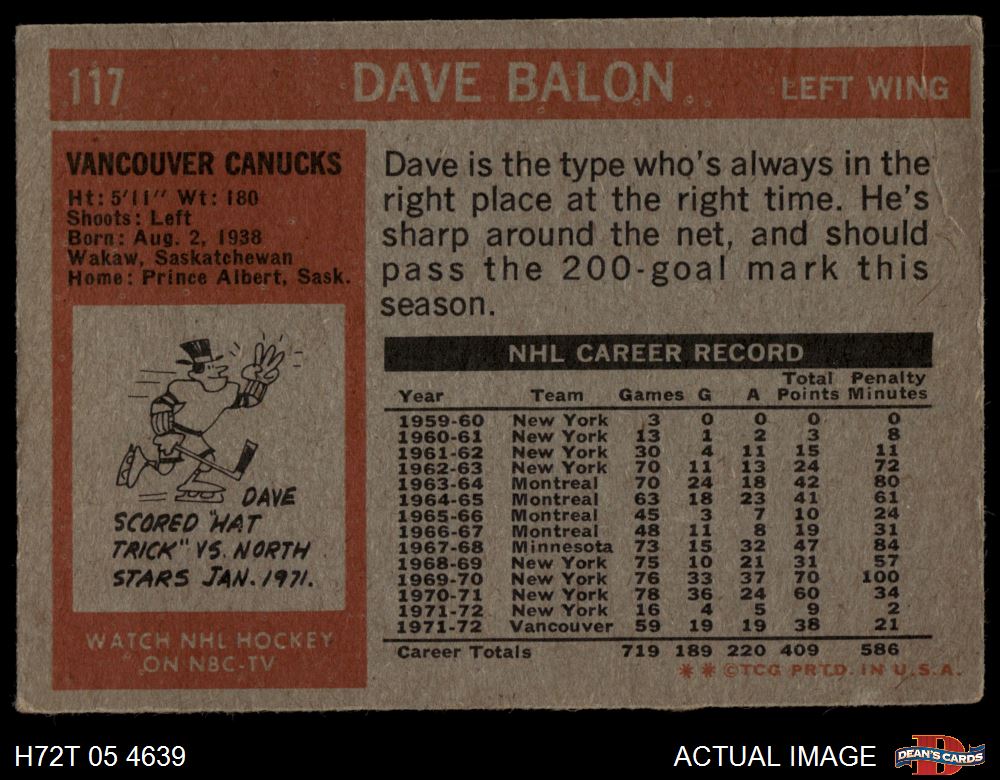 117 DAVE BALON LEFT WING
VANCOUVER CANUCKS
Ht: 5'11" Wt: 180
Shoots: Left
Born: Aug. 2, 1938
Wakaw, Saskatchewan
Home: Prince Albert, Sask.
DAVE
SCORED "HAT
TRICK" VS. NORTH
STARS JAN. 1971.
WATCH NHL HOCKEY
ON NBC-TV
Dave is the type who's always in the
right place at the right time. He's
sharp around the net, and should
pass the 200-goal mark this
season.
NHL CAREER RECORD
Total Penalty
Year Team Games G A Points Minutes
1959-60 New York 3 0 0 0 0
1960-61 New York 13 1 2 3 8
1961-62 New York 30 4 11 15 11
1962-63 New York 70 11 13 24 72
1963-64 Montreal 70 24 18 42 80
1964-65 Montreal 63 18 23 41 61
1965-66 Montreal 45 3 7 10 24
1966-67 Montreal 48 11 8 19 31
1967-68 Minnesota 73 15 32 47 84
1968-69 New York 75 10 21 31 57
1969-70 New York 76 33 37 70 100
1970-71 New York 78 36 24 60 34
1971-72 New York 16 4 5 9 2
1971-72 Vancouver 59 19 19 38 21
Career Totals 719 189 220 409 586
** ©TCG PRTD. IN U.S.A.
H72T 05 4639 ACTUAL IMAGE DEAN'S CARDS